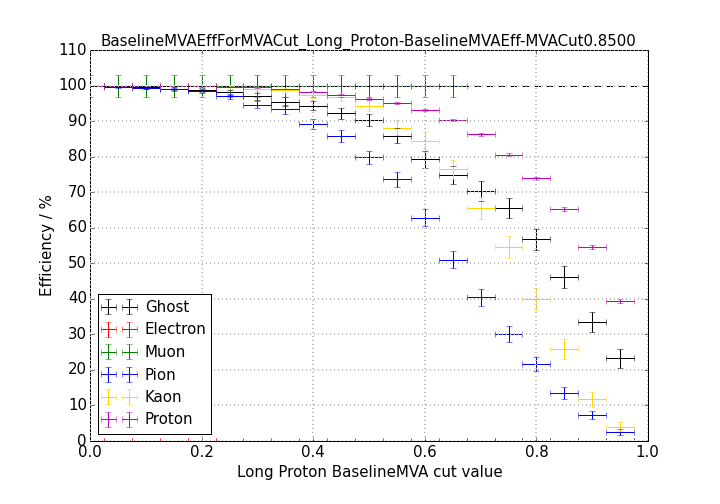 BaselineMVAEffForMVACut_Long_Proton-BaselineMVAEff-MVACut0.8500
110
100
90
80
70
60
50
40
30
20
10
0
Efficiency / %
Ghost
Electron
Muon
Pion
Kaon
Proton
0.0 0.2 0.4 0.6 0.8 1.0
Long Proton BaselineMVA cut value